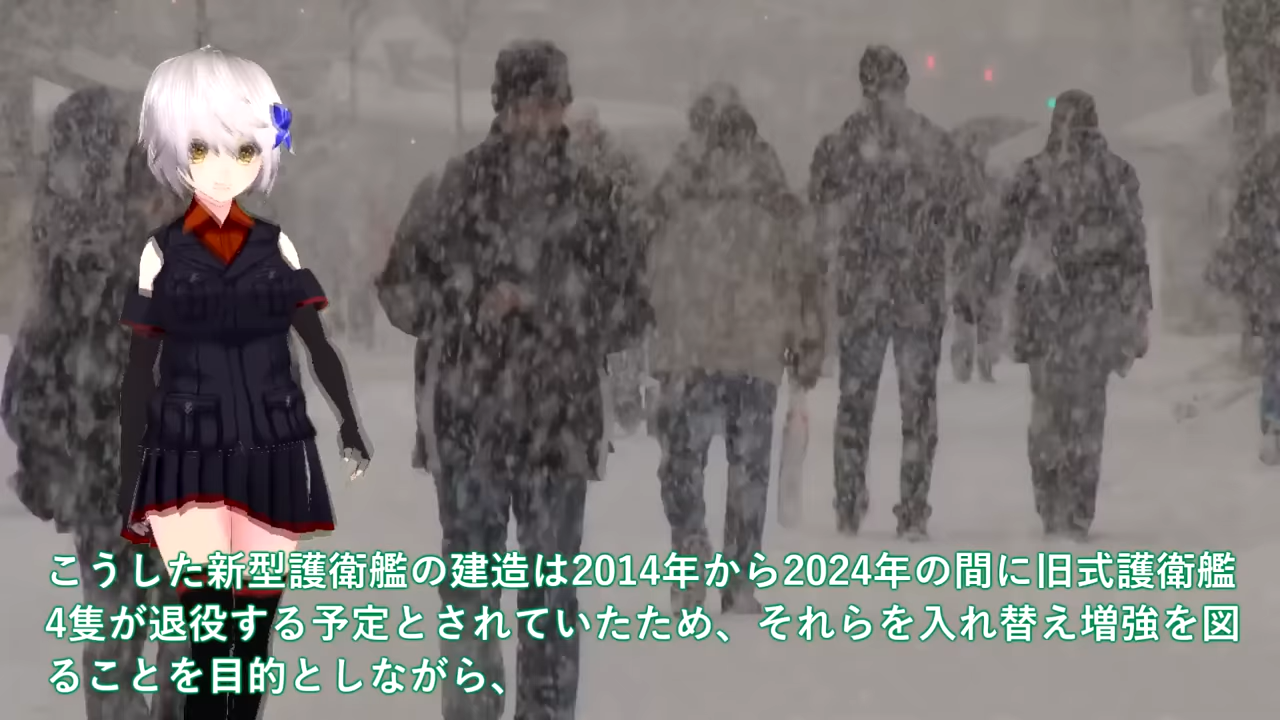 こうした新型護衛艦の建造は2014年から2024年の間に旧式護衛艦
4隻が退役する予定とされていたため、それらを入れ替え増強を図
ることを目的としながら、